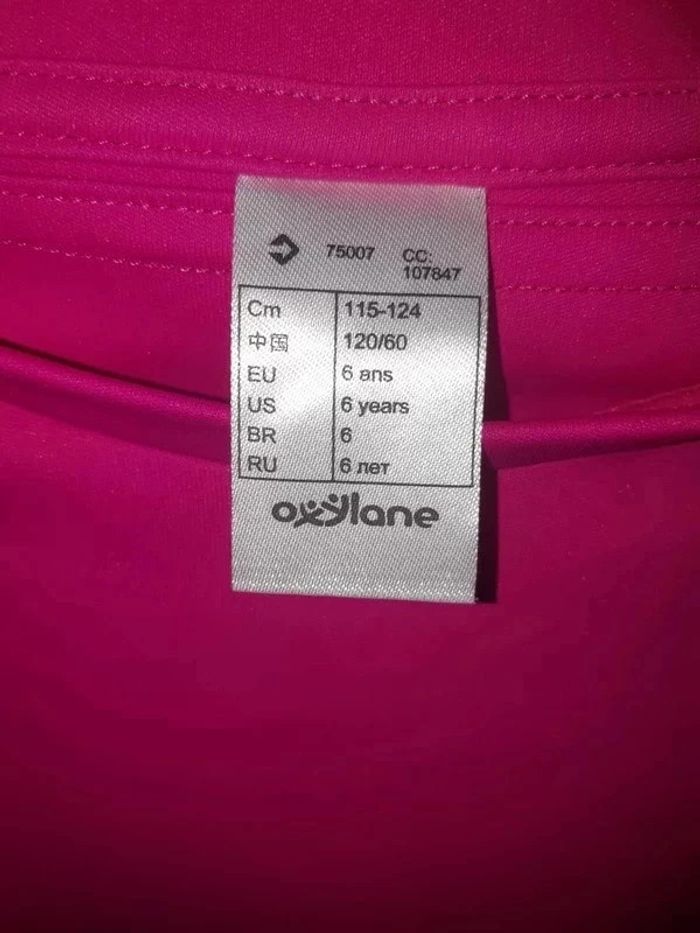 75007 CC:
107847
Cm 115-124
中国 120/60
EU 6 ans
US 6 years
BR 6
RU 6 лет
oxylane